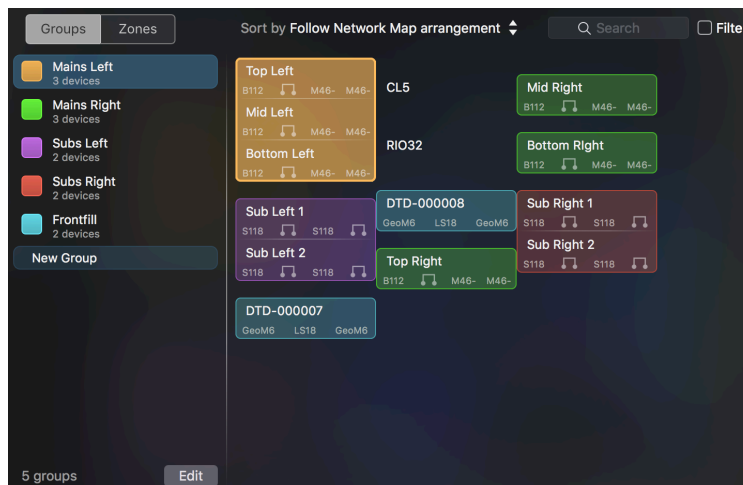 Groups
Zones
Sort by Follow Network Map arrangement
Search
Filte
Mains Left
3 devices
Mains Right
3 devices
Subs Left
2 devices
Subs Right
2 devices
Frontfill
2 devices
New Group
Top Left
B112 M46- M46-
Mid Left
B112 M46- M46-
Bottom Left
B112 M46- M46-
CL5
RIO32
Mid Right
B112 M46- M46-
Bottom RIght
B112 M46- M46-
Sub Left 1
S118 S118
Sub Left 2
S118 S118
DTD-000008
GeoM6 LS18 GeoM6
Top Right
B112 M46- M46-
Sub Right 1
S118 S118
Sub Right 2
S118 S118
DTD-000007
GeoM6 LS18 GeoM6
5 groups
Edit